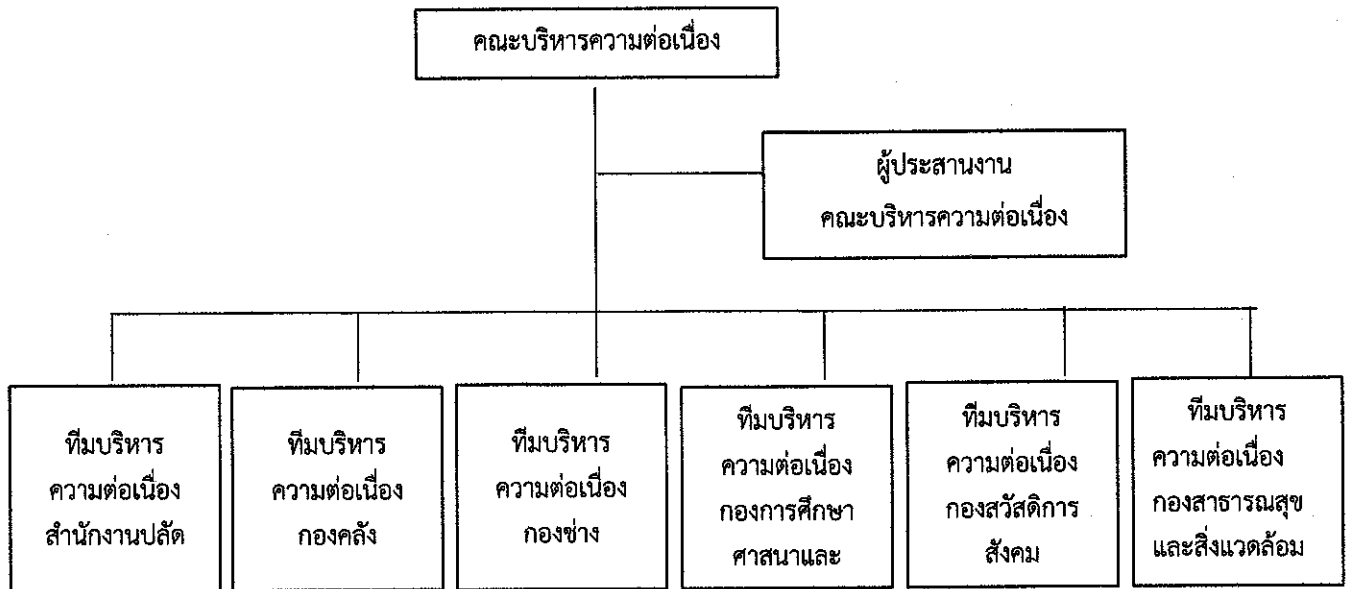 คณะบริหารความต่อเนื่อง
ผู้ประสานงาน
คณะบริหารความต่อเนื่อง
ทีมบริหาร
ความต่อเนื่อง
สำนักงานปลัด
ทีมบริหาร
ความต่อเนื่อง
กองคลัง
ทีมบริหาร
ความต่อเนื่อง
กองช่าง
ทีมบริหาร
ความต่อเนื่อง
กองการศึกษา
ศาสนาและ
ทีมบริหาร
ความต่อเนื่อง
กองสวัสดิการ
สังคม
ทีมบริหาร
ความต่อเนื่อง
กองสาธารณสุข
และสิ่งแวดล้อม